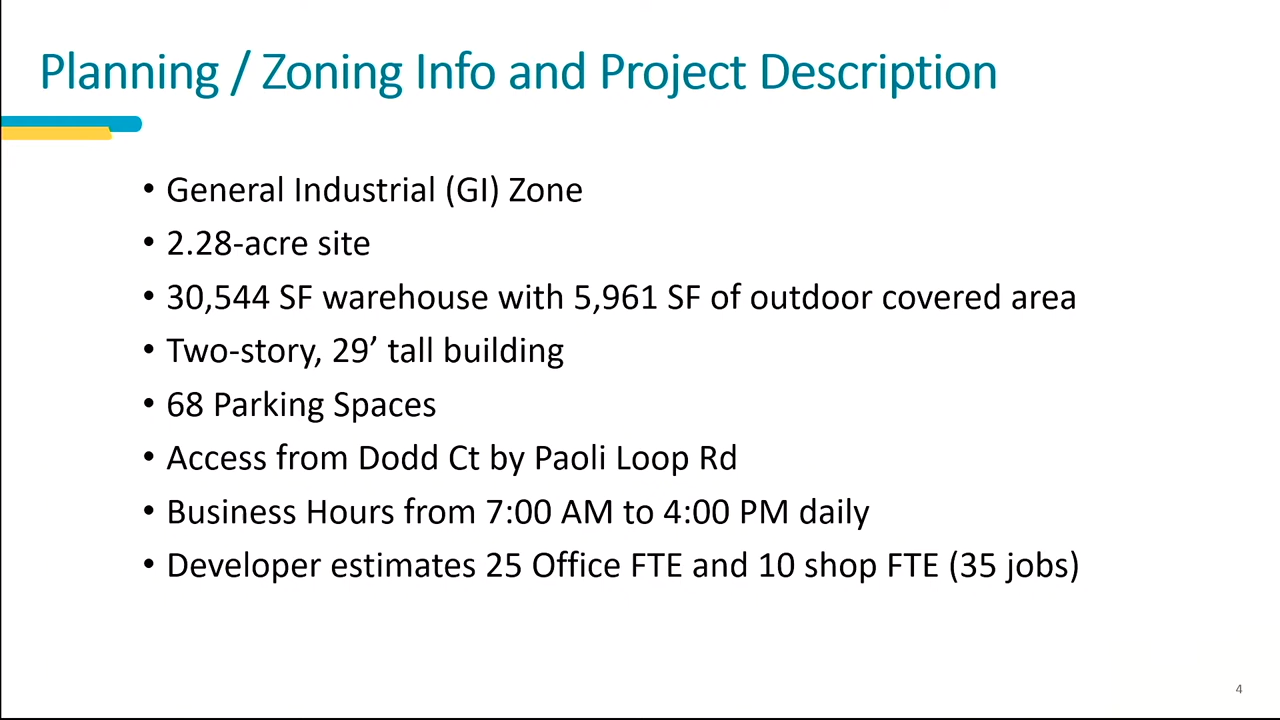 Planning / Zoning Info and Project Description
• General Industrial (GI) Zone
• 2.28-acre site
• 30,544 SF warehouse with 5,961 SF of outdoor covered area
• Two-story, 29’ tall building
• 68 Parking Spaces
• Access from Dodd Ct by Paoli Loop Rd
• Business Hours from 7:00 AM to 4:00 PM daily
• Developer estimates 25 Office FTE and 10 shop FTE (35 jobs)
4